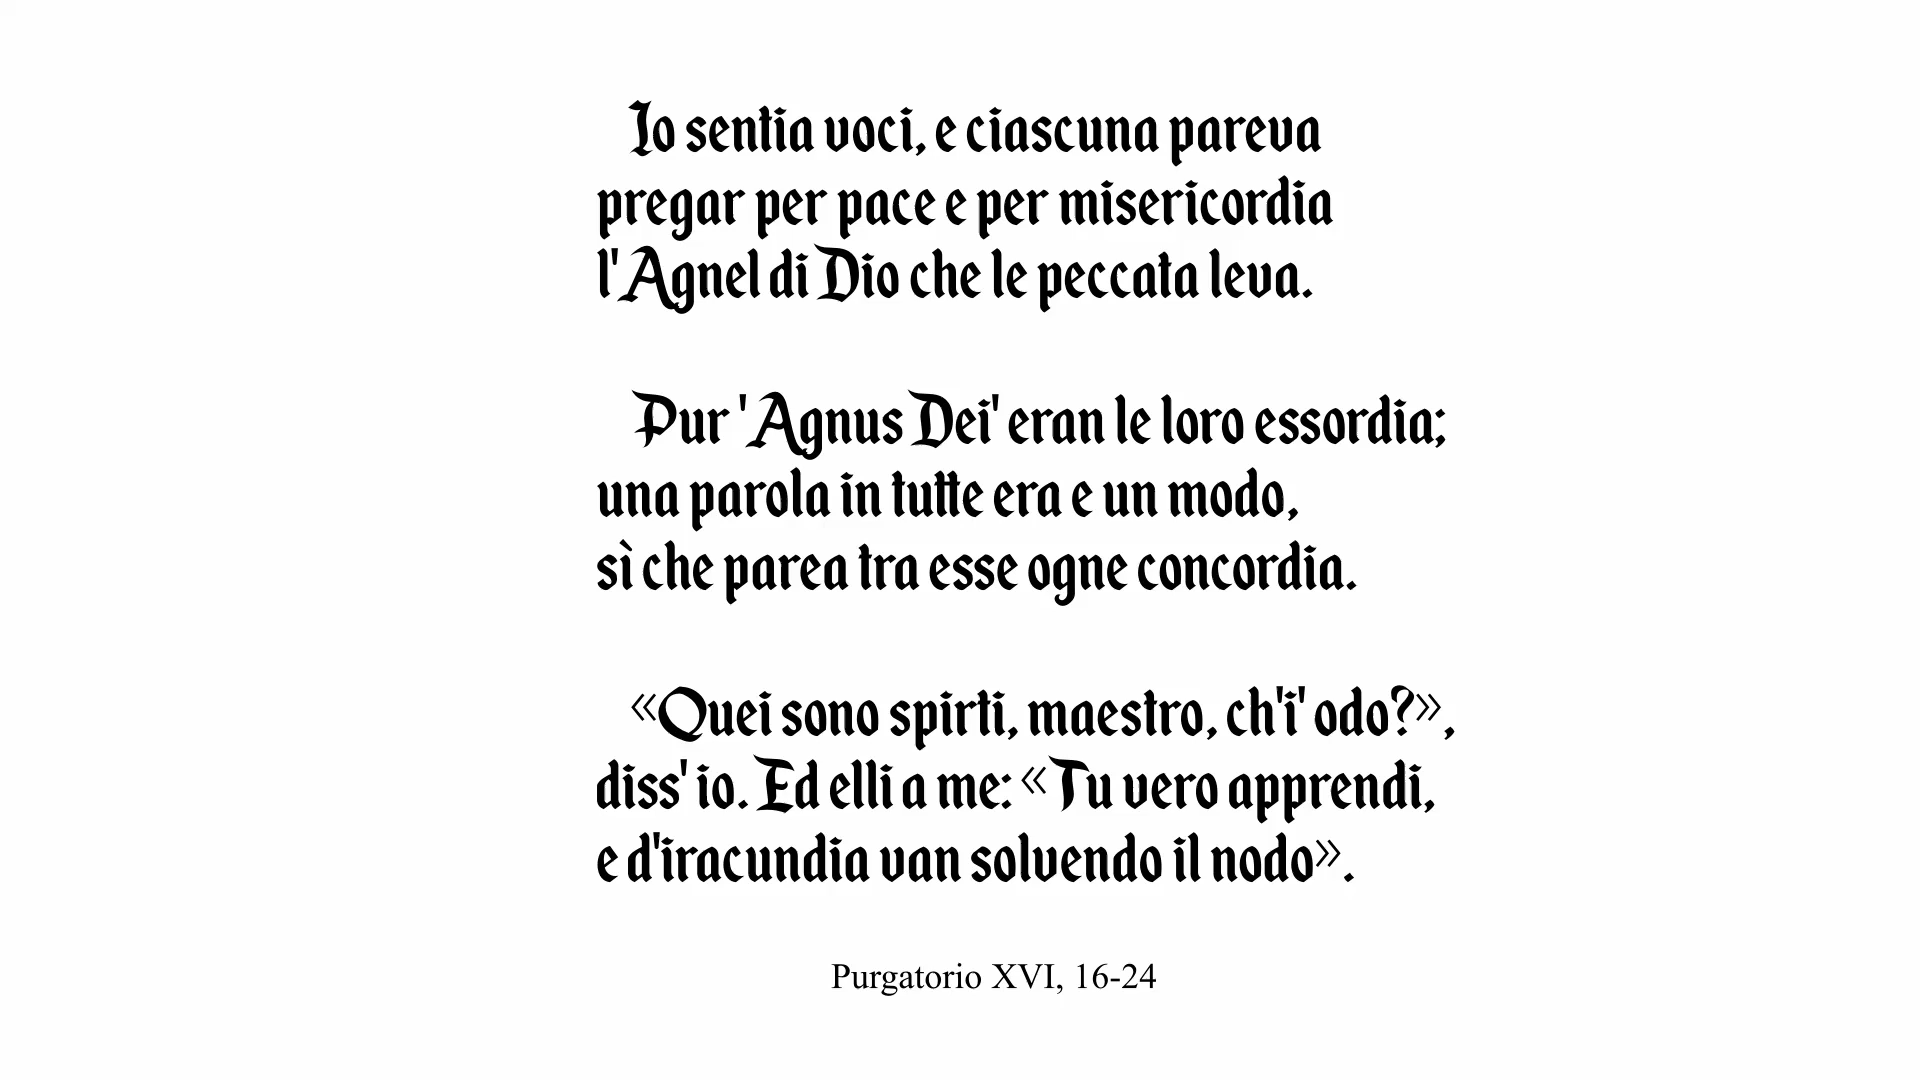 Io sentia voci, e ciascuna pareva
pregar per pace e per misericordia
l'Agnel di Dio che le peccata leva.
Pur 'Agnus Dei' eran le loro essordia;
una parola in tutte era e un modo,
sì che parea tra esse ogne concordia.
«Quei sono spirti, maestro, ch'i' odo?»,
diss' io. Ed elli a me: «Tu vero apprendi,
e d'iracundia van solvendo il nodo».
Purgatorio XVI, 16-24